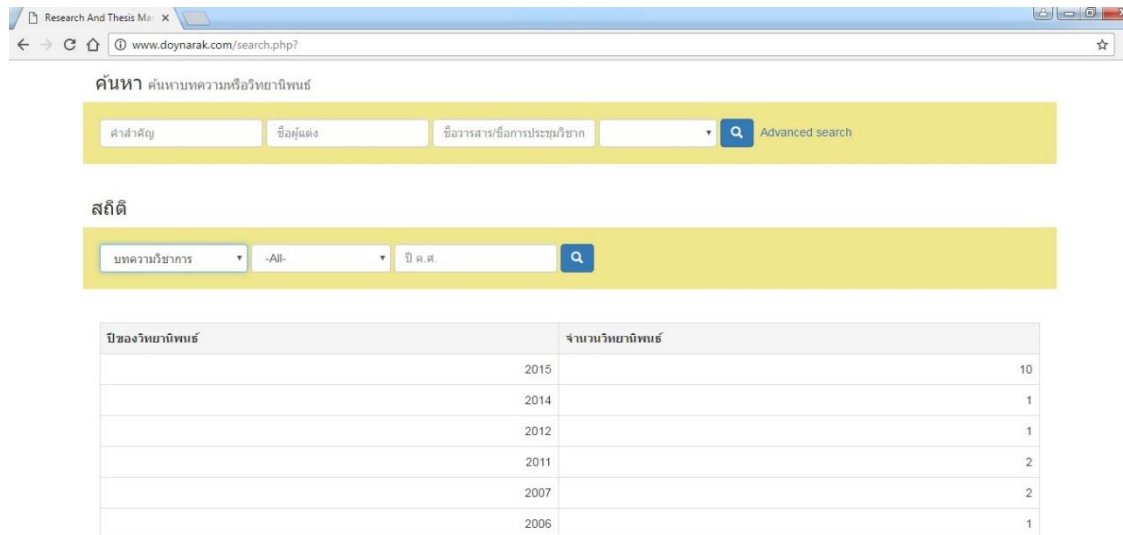 Research And Thesis Ma
www.doynarak.com/search.php?
ค้นหา ค้นหาบทความหรือวิทยานิพนธ์
คำสำคัญ ชื่อผู้แต่ง ชื่อวารสาร/ชื่อการประชุมวิชาก Advanced search
สถิติ
บทความวิชาการ -All- ปี ค.ศ.
ปีของวิทยานิพนธ์ จำนวนวิทยานิพนธ์
2015 10
2014 1
2012 1
2011 2
2007 2
2006 1